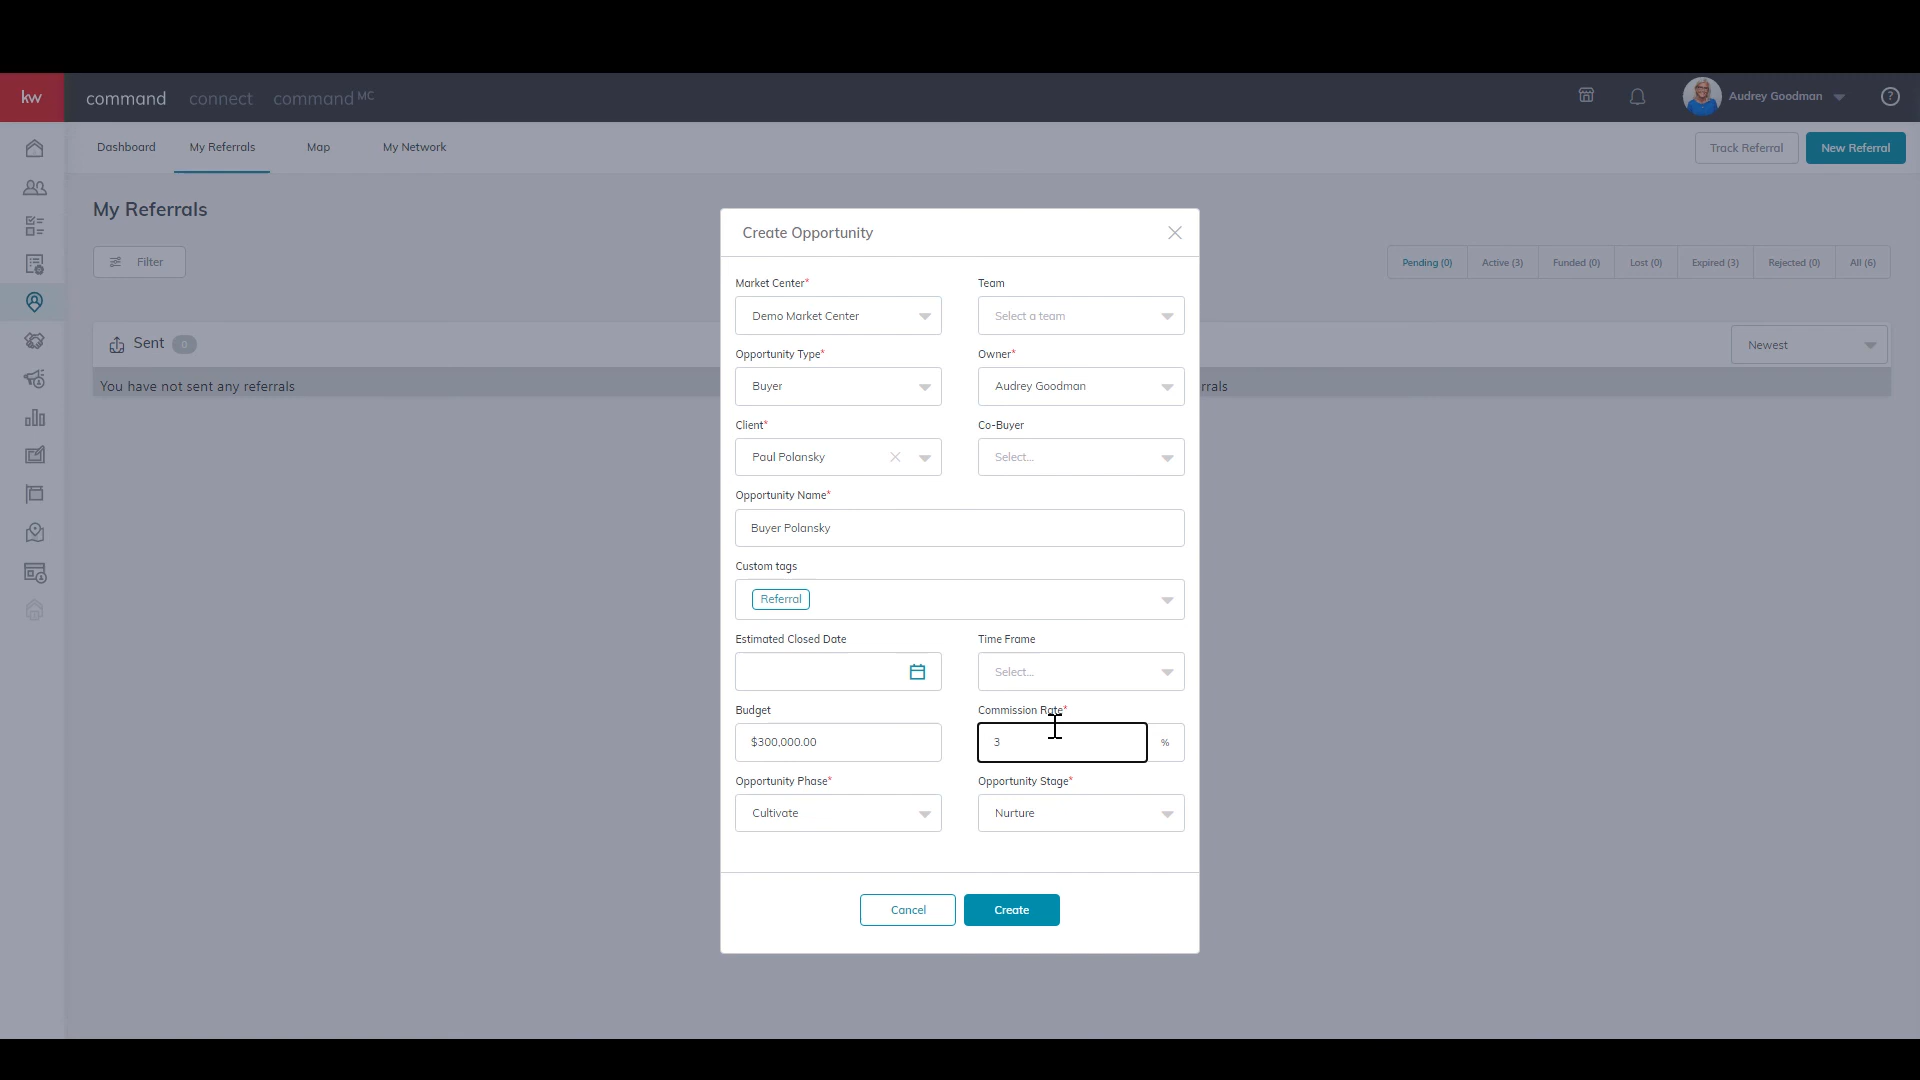 kw
command connect command MC
Audrey Goodman
?
Dashboard My Referrals Map My Network
Track Referral New Referral
My Referrals
Filter
Pending (0) Active (3) Funded (0) Lost (0) Expired (3) Rejected (0) All (6)
Sent 0
Newest
You have not sent any referrals
rrals
Create Opportunity
Market Center* Team
Demo Market Center Select a team
Opportunity Type* Owner*
Buyer Audrey Goodman
Client* Co-Buyer
Paul Polansky Select...
Opportunity Name*
Buyer Polansky
Custom tags
Referral
Estimated Closed Date Time Frame
Select...
Budget Commission Rate*
$300,000.00 3 %
Opportunity Phase* Opportunity Stage*
Cultivate Nurture
Cancel Create